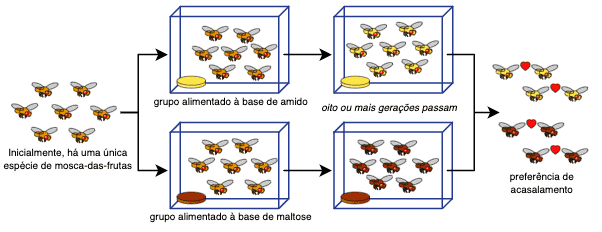 grupo alimentado à base de amido
oito ou mais gerações passam
Inicialmente, há uma única
espécie de mosca-das-frutas
preferência de
acasalamento
grupo alimentado à base de maltose